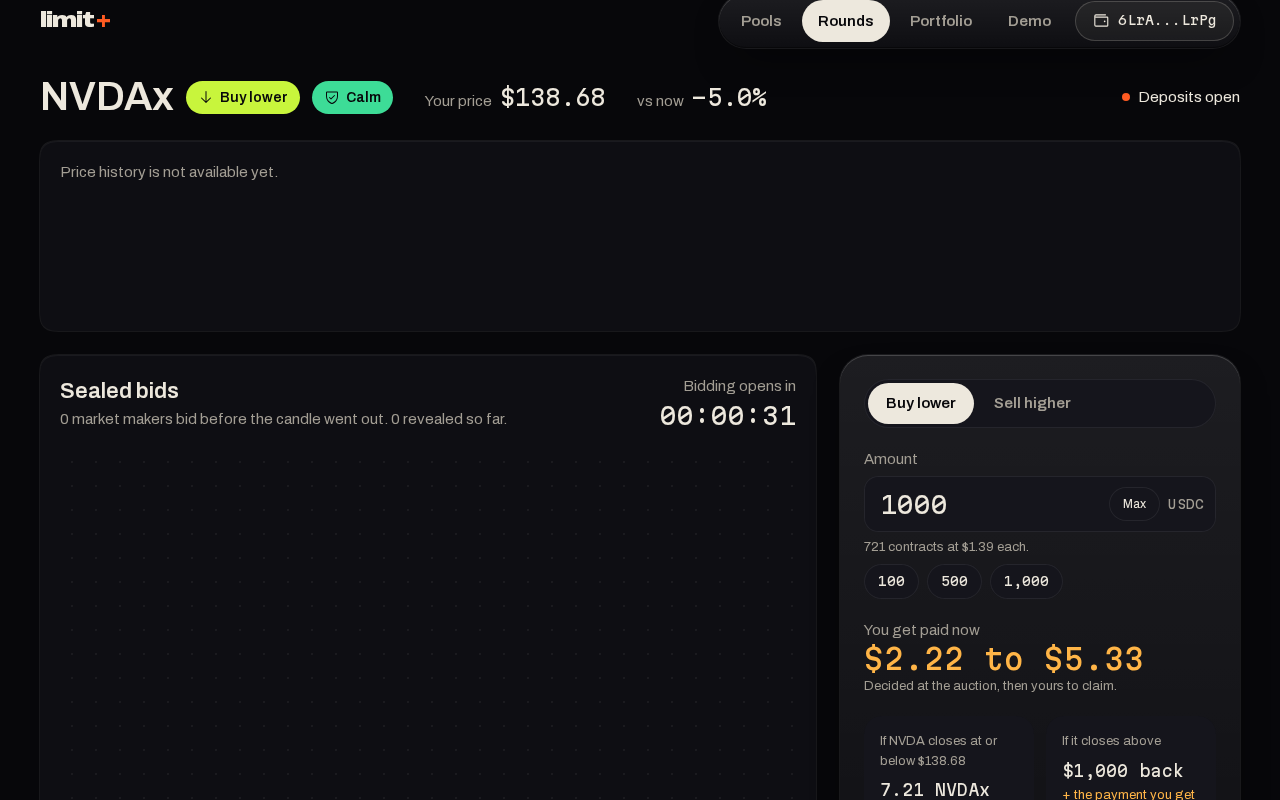 limit+
Pools Rounds Portfolio Demo 6LrA...LrPg
NVDAx Buy lower Calm Your price $138.68 vs now −5.0% Deposits open
Price history is not available yet.
Sealed bids
0 market makers bid before the candle went out. 0 revealed so far.
Bidding opens in
00:00:31
Buy lower Sell higher
Amount
1000 Max USDC
721 contracts at $1.39 each.
100 500 1,000
You get paid now
$2.22 to $5.33
Decided at the auction, then yours to claim.
If NVDA closes at or
below $138.68
7.21 NVDAx
If it closes above
$1,000 back
+ the payment you get